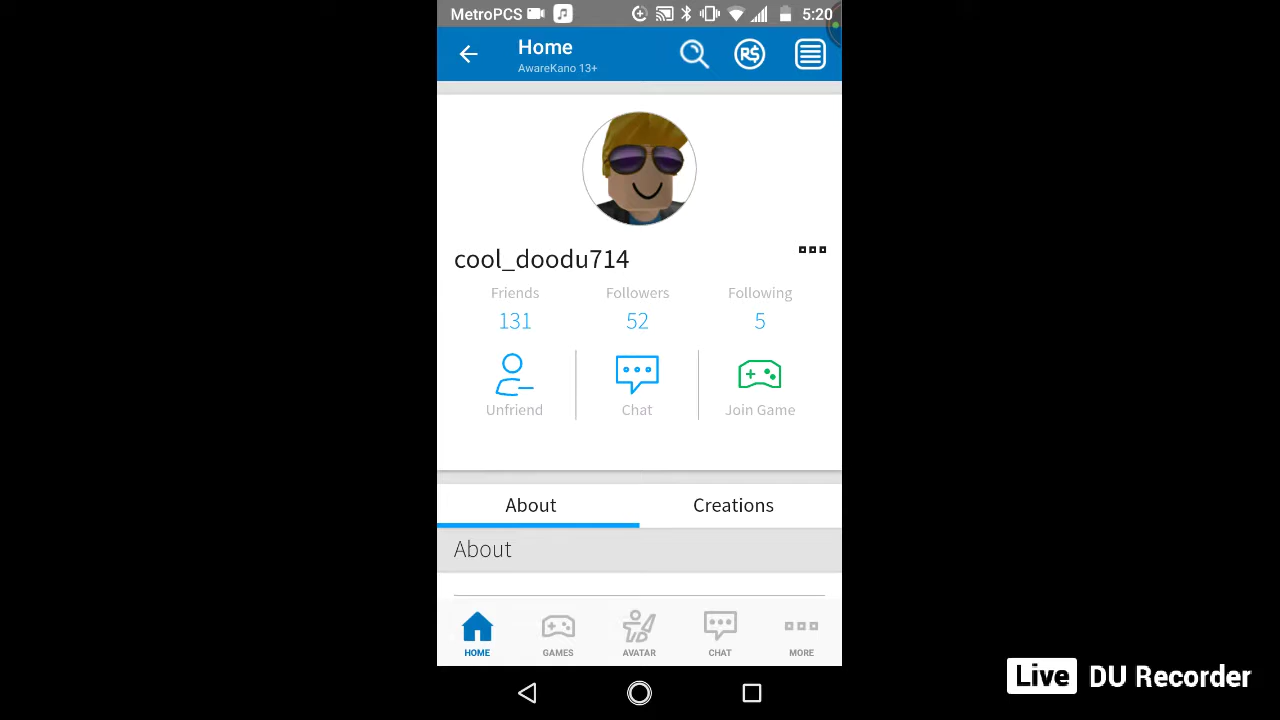 MetroPCS 5:20
Home
AwareKano 13+
R$
cool_doodu714
Friends Followers Following
131 52 5
Unfriend Chat Join Game
About Creations
About
HOME GAMES AVATAR CHAT MORE
Live DU Recorder